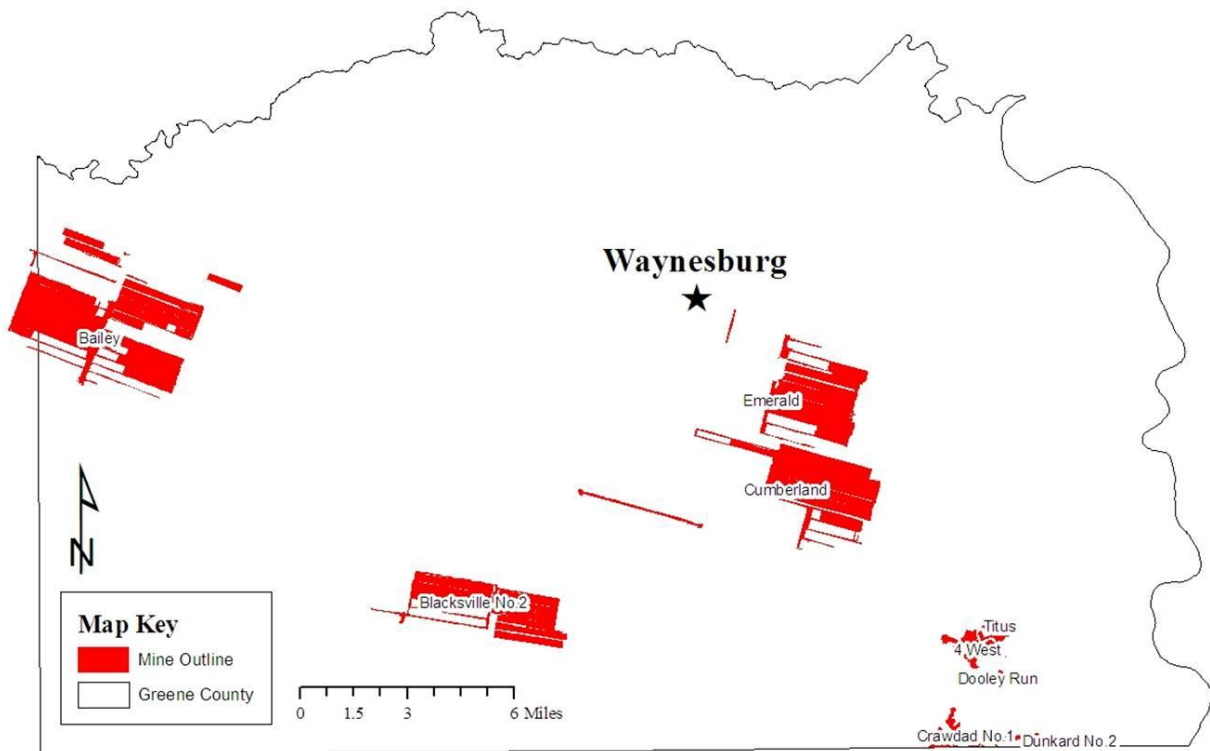 Waynesburg
Bailey
Emerald
Cumberland
Blacksville No.2
Titus
4 West
Dooley Run
Crawdad No.1
Dunkard No.2
N
Map Key
Mine Outline
Greene County
0 1.5 3 6 Miles